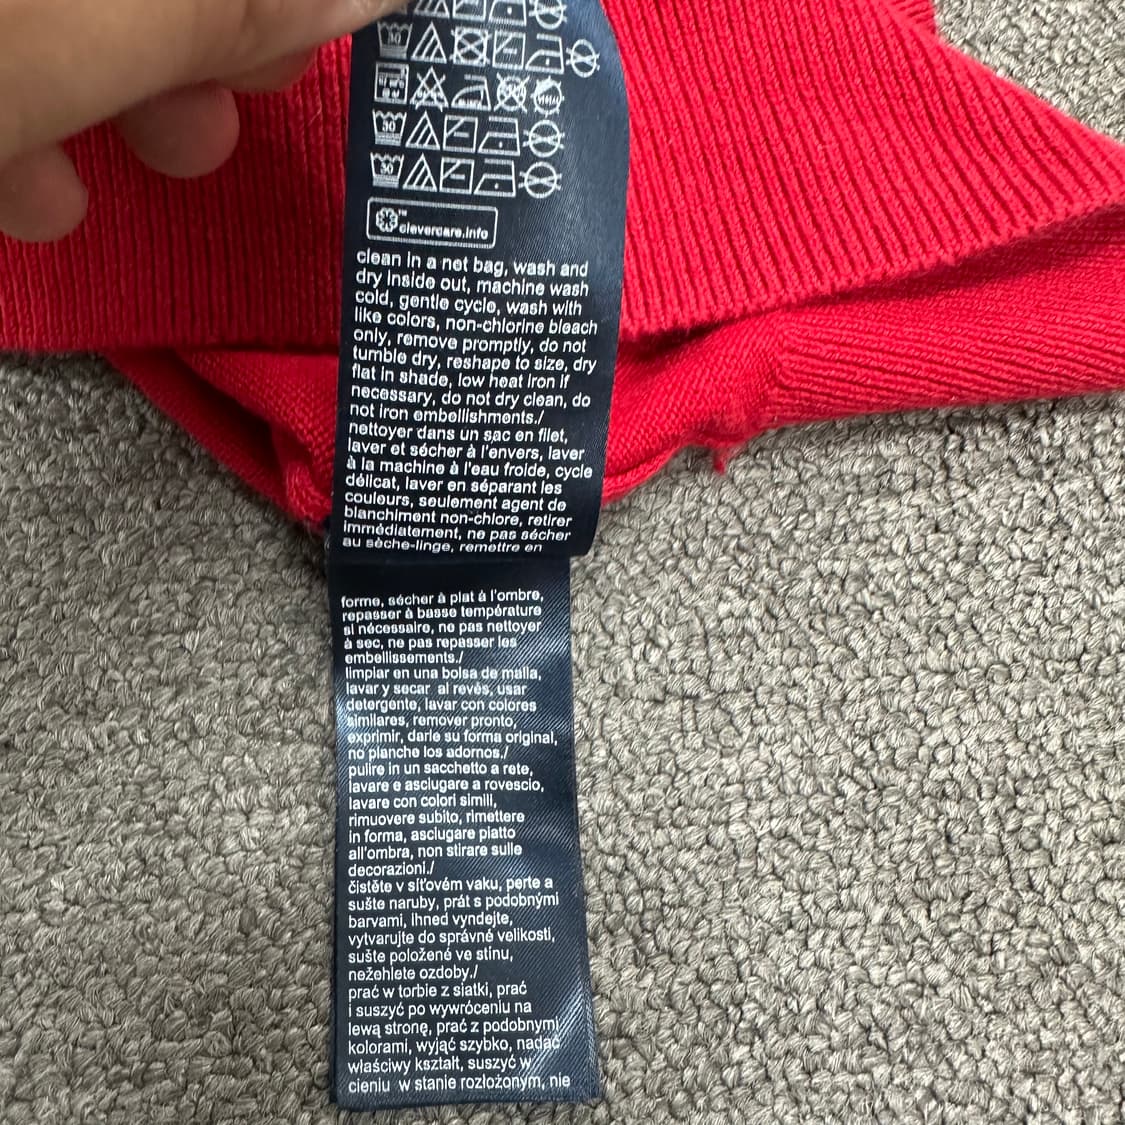 30
30
30
clevercare.info
clean in a net bag, wash and
dry inside out, machine wash
cold, gentle cycle, wash with
like colors, non-chlorine bleach
only, remove promptly, do not
tumble dry, reshape to size, dry
flat in shade, low heat iron if
necessary, do not dry clean, do
not iron embellishments./
nettoyer dans un sac en filet,
laver et sécher à l'envers, laver
à la machine à l'eau froide, cycle
délicat, laver en séparant les
couleurs, seulement agent de
blanchiment non-chlore, retirer
immédiatement, ne pas sécher
au sèche-linge, remettre en
forme, sécher à plat á l'ombre,
repasser à basse température
si nécessaire, ne pas nettoyer
à sec, ne pas repasser les
embellissements./
limpiar en una bolsa de malla,
lavar y secar al revés, usar
detergente, lavar con colores
similares, remover pronto,
exprimir, darle su forma original,
no planche los adornos./
pulire in un sacchetto a rete,
lavare e asciugare a rovescio,
lavare con colori simili,
rimuovere subito, rimettere
in forma, asciugare piatto
all'ombra, non stirare sulle
decorazioni./
čistěte v síťovém vaku, perte a
sušte naruby, prát s podobnými
barvami, ihned vyndejte,
vytvarujte do správné velikosti,
sušte položené ve stínu,
nežehlete ozdoby./
prać w torbie z siatki, prać
i suszyć po wywróceniu na
lewą stronę, prać z podobnymi
kolorami, wyjąć szybko, nadać
właściwy kształt, suszyć w
cieniu w stanie rozłożonym, nie